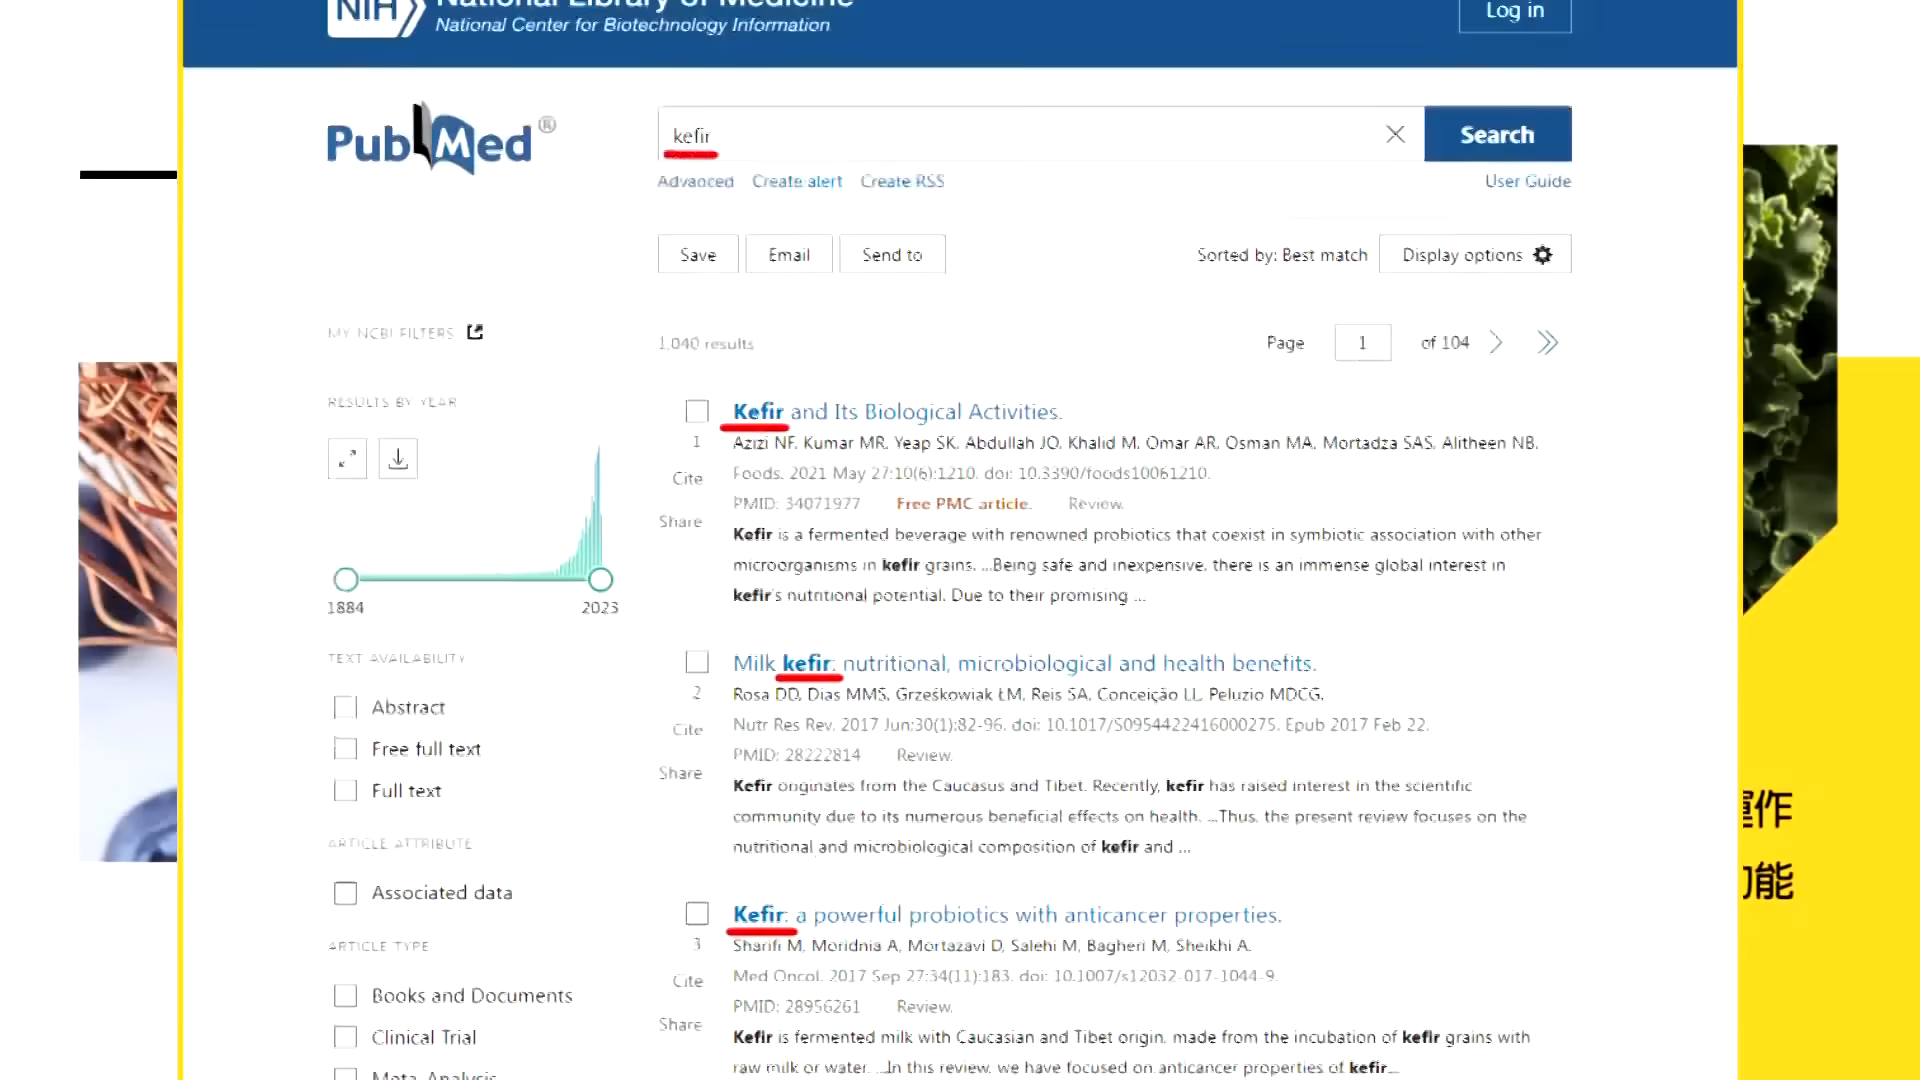 NIH National Library of Medicine
National Center for Biotechnology Information
Log in
PubMed®
kefir
Search
Advanced Create alert Create RSS
User Guide
Save Email Send to
Sorted by: Best match
Display options
MY NCBI FILTERS
1,040 results
Page 1 of 104
RESULTS BY YEAR
1884 2023
TEXT AVAILABILITY
Abstract
Free full text
Full text
ARTICLE ATTRIBUTE
Associated data
ARTICLE TYPE
Books and Documents
Clinical Trial
Meta-Analysis
Kefir and Its Biological Activities.
1
Azizi NF, Kumar MR, Yeap SK, Abdullah JO, Khalid M, Omar AR, Osman MA, Mortadza SAS, Alitheen NB.
Cite
Foods. 2021 May 27;10(6):1210. doi: 10.3390/foods10061210.
PMID: 34071977 Free PMC article. Review.
Share
Kefir is a fermented beverage with renowned probiotics that coexist in symbiotic association with other
microorganisms in kefir grains. ...Being safe and inexpensive, there is an immense global interest in
kefir's nutritional potential. Due to their promising ...
Milk kefir: nutritional, microbiological and health benefits.
2
Rosa DD, Dias MMS, Grześkowiak ŁM, Reis SA, Conceição LL, Peluzio MDCG.
Cite
Nutr Res Rev. 2017 Jun;30(1):82-96. doi: 10.1017/S0954422416000275. Epub 2017 Feb 22.
PMID: 28222814 Review.
Share
Kefir originates from the Caucasus and Tibet. Recently, kefir has raised interest in the scientific
community due to its numerous beneficial effects on health. ...Thus, the present review focuses on the
nutritional and microbiological composition of kefir and ...
Kefir: a powerful probiotics with anticancer properties.
3
Sharifi M, Moridnia A, Mortazavi D, Salehi M, Bagheri M, Sheikhi A.
Cite
Med Oncol. 2017 Sep 27;34(11):183. doi: 10.1007/s12032-017-1044-9.
PMID: 28956261 Review.
Share
Kefir is fermented milk with Caucasian and Tibet origin, made from the incubation of kefir grains with
raw milk or water. ...In this review, we have focused on anticancer properties of kefir...
運作
功能